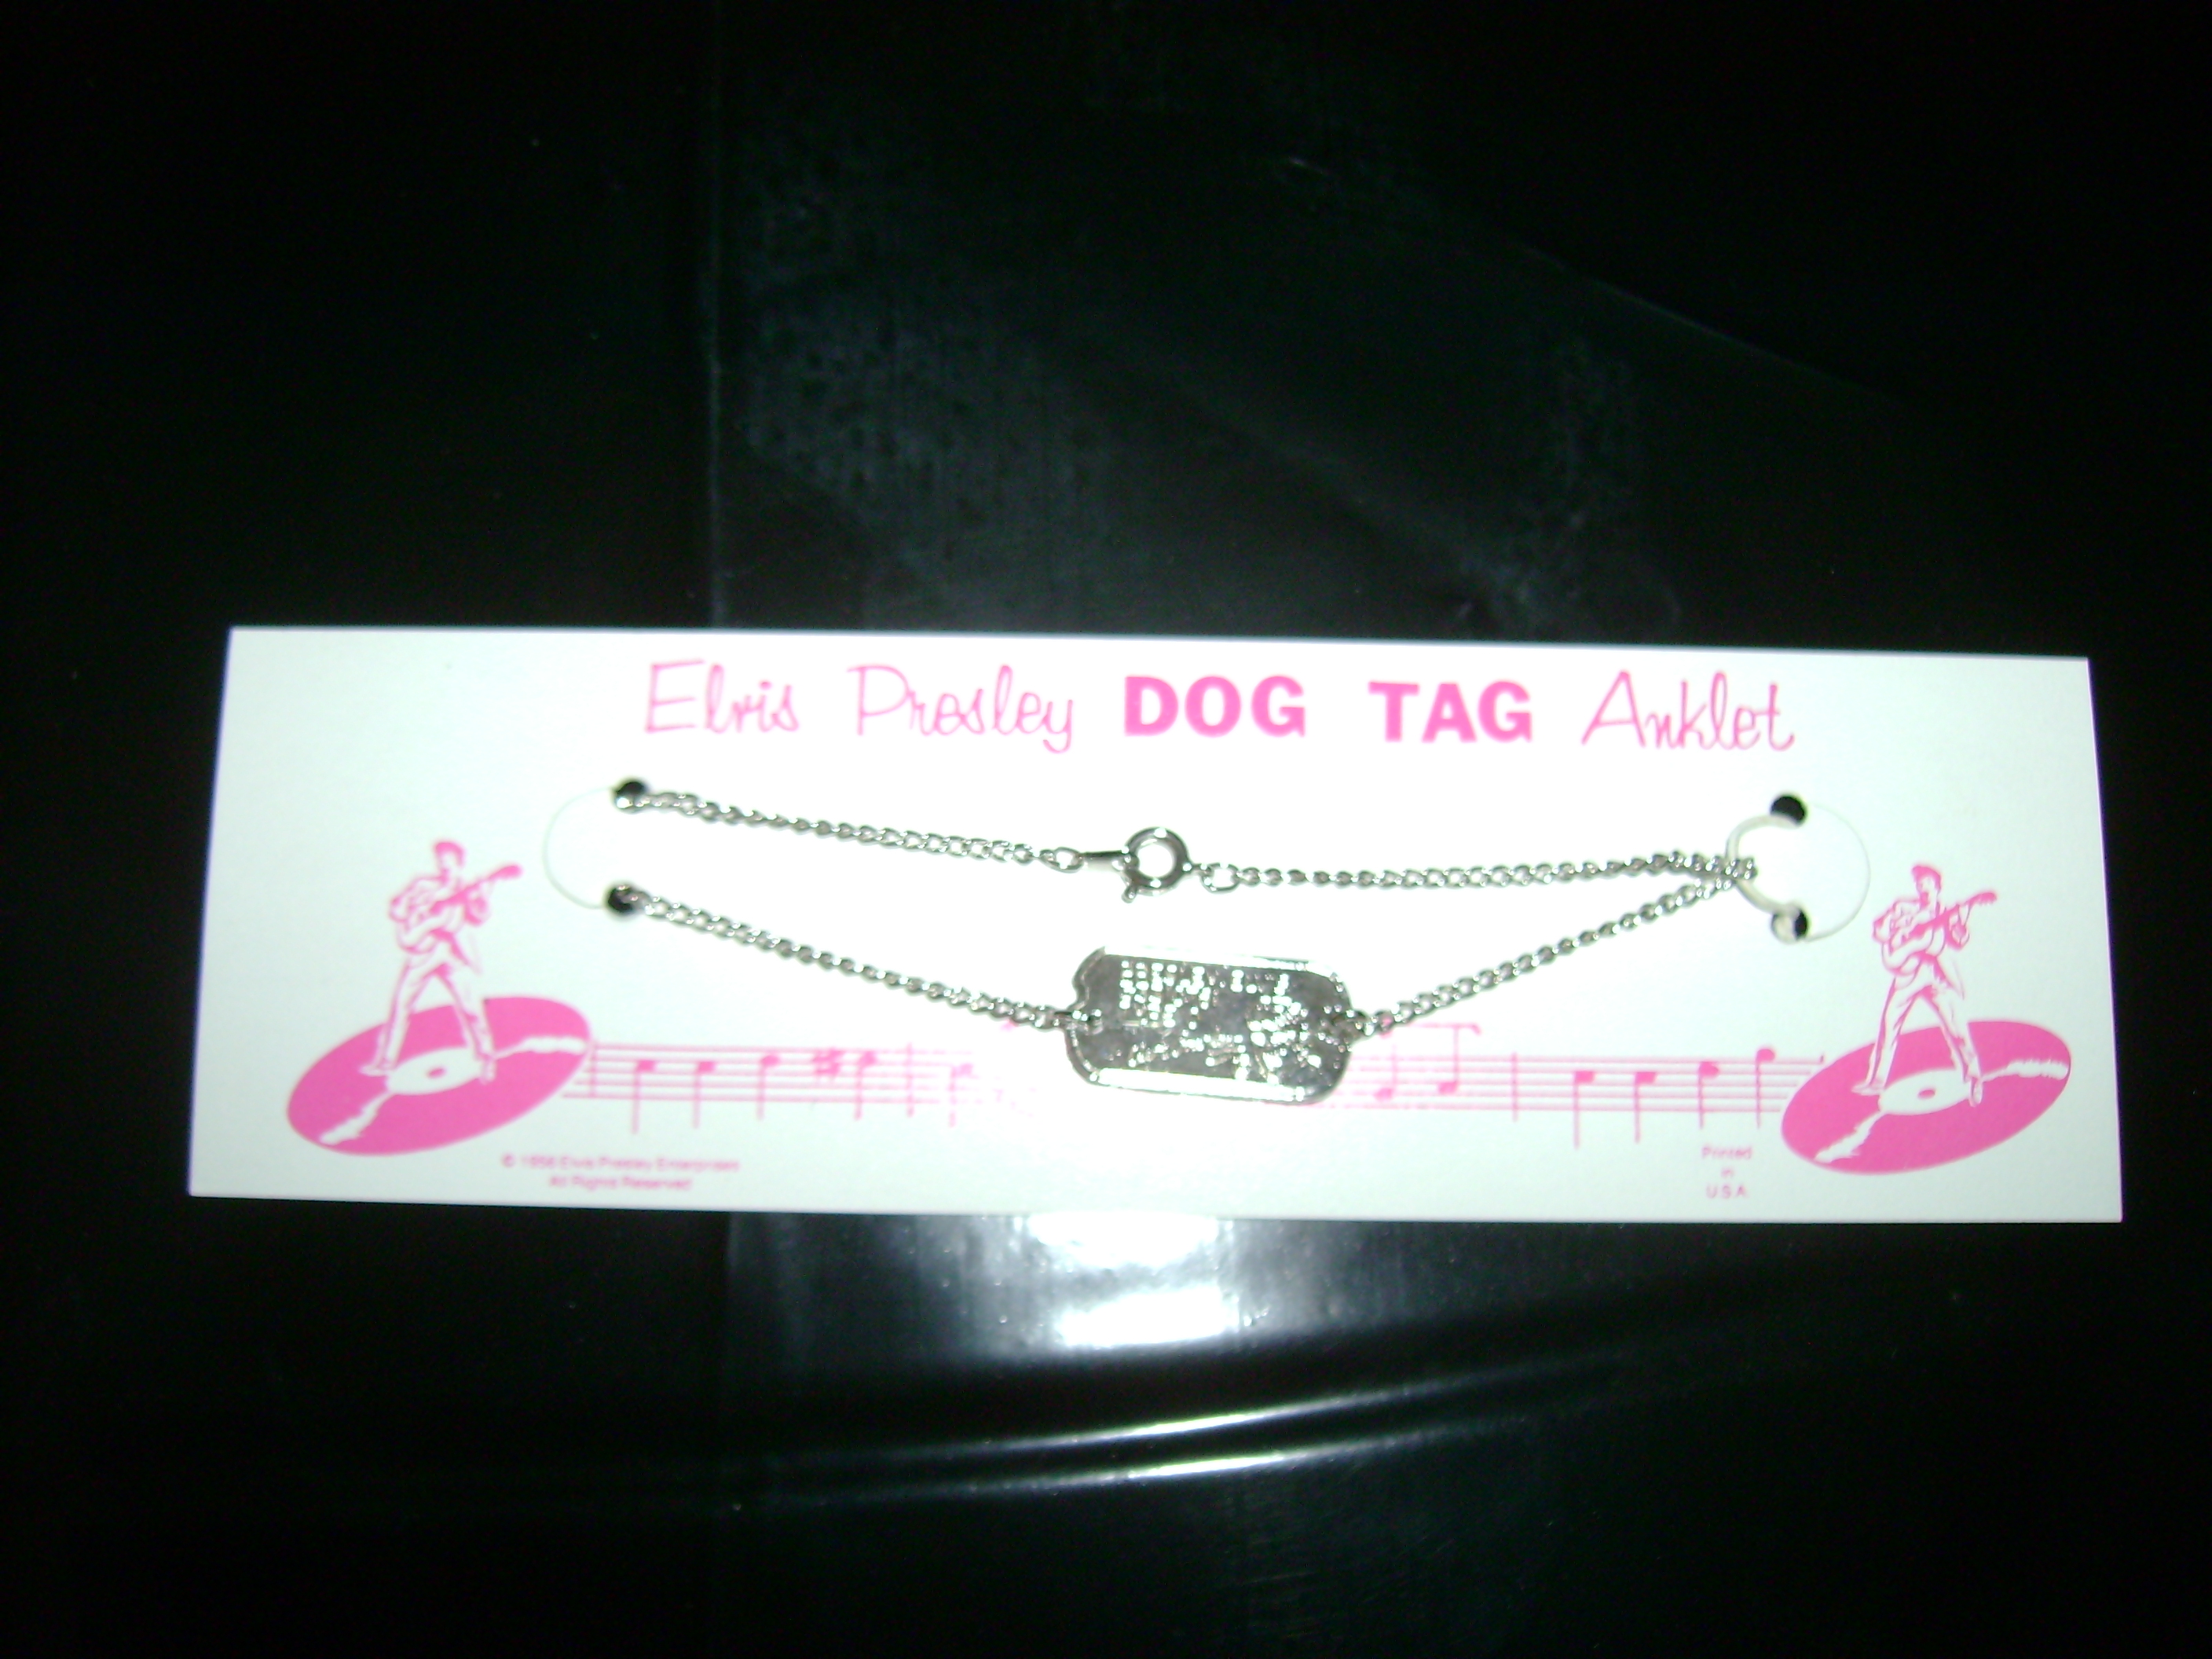 Elvis Presley DOG TAG Anklet
© 1956 Elvis Presley Enterprises
All Rights Reserved
Printed
in
U.S.A.